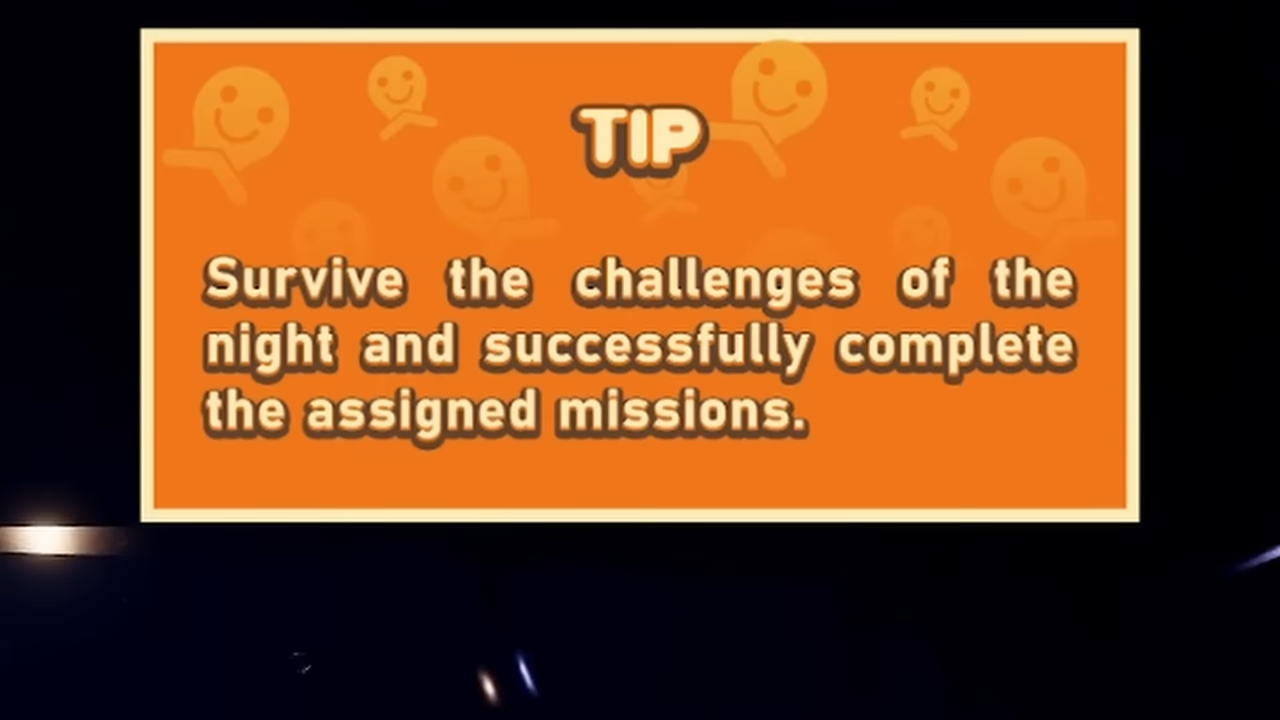 TIP
Survive the challenges of the
night and successfully complete
the assigned missions.